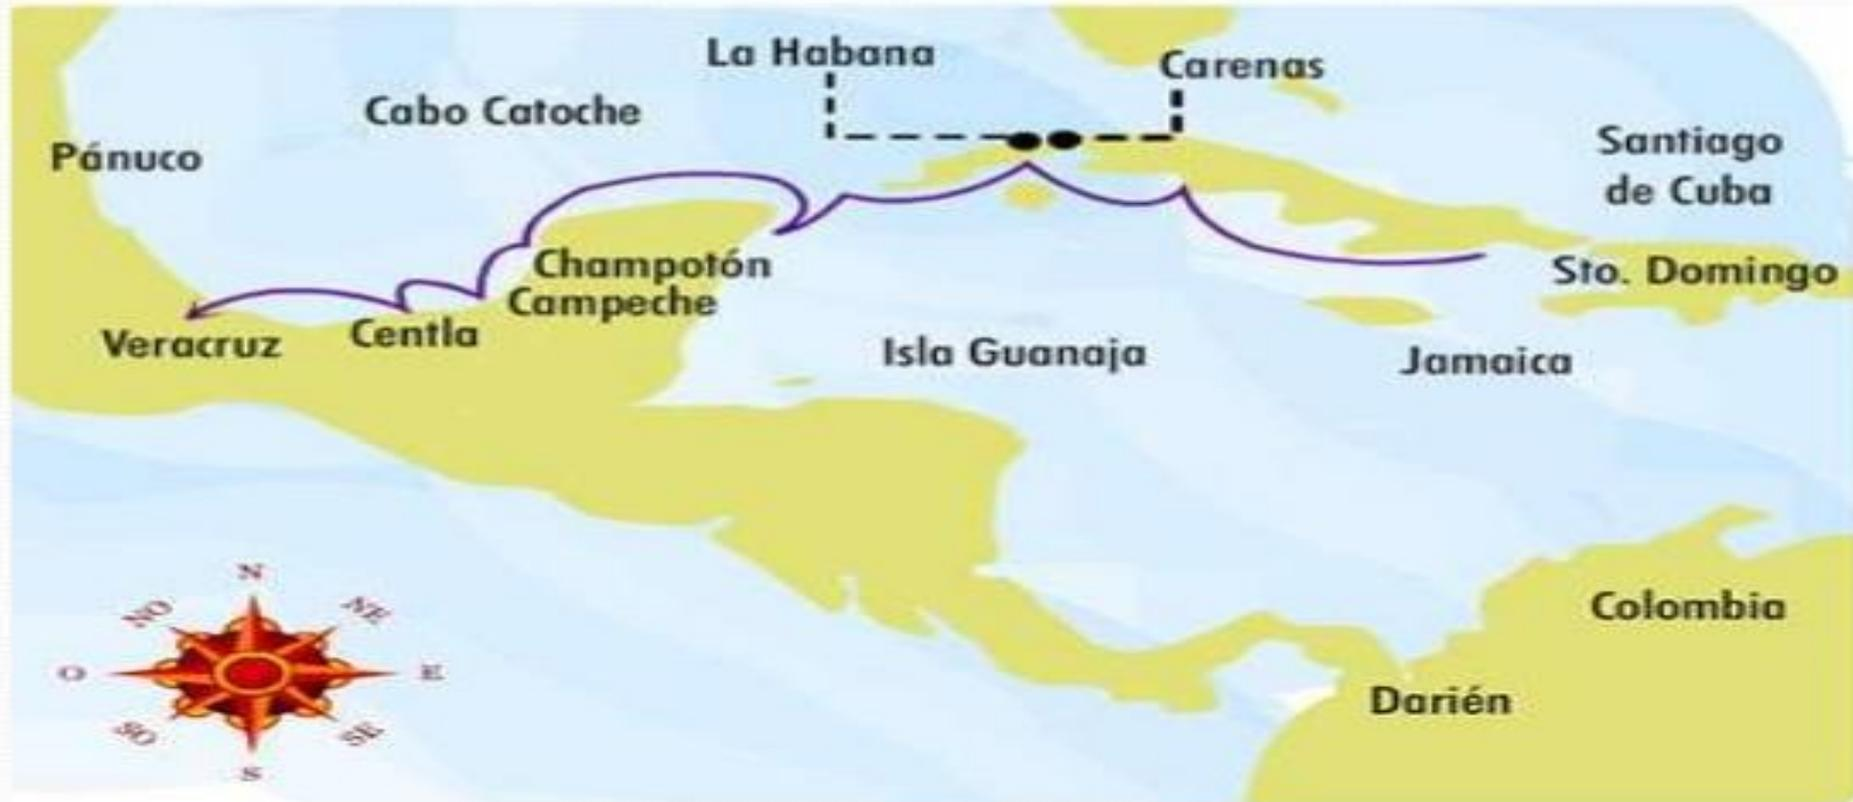 La Habana
Carenas
Cabo Catoche
Pánuco
Santiago
de Cuba
Champotón
Sto. Domingo
Campeche
Veracruz
Centla
Isla Guanaja
Jamaica
N
NO
NE
Colombia
O
E
Darién
SO
SE
S